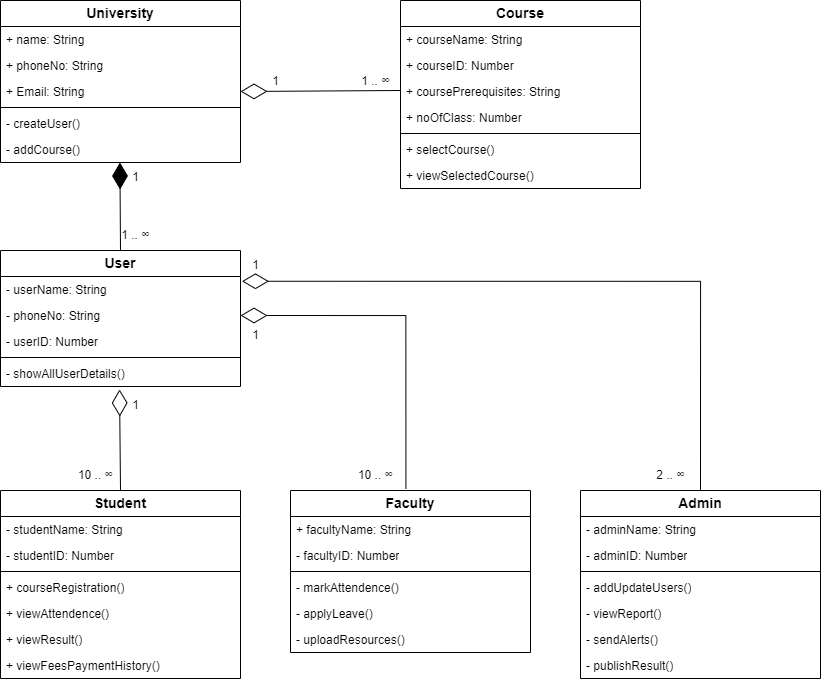 University
+ name: String
+ phoneNo: String
+ Email: String
- createUser()
- addCourse()
1
1 .. ∞
Course
+ courseName: String
+ courseID: Number
+ coursePrerequisites: String
+ noOfClass: Number
+ selectCourse()
+ viewSelectedCourse()
1
1 .. ∞
User
- userName: String
- phoneNo: String
- userID: Number
- showAllUserDetails()
1
1
1
10 .. ∞
10 .. ∞
2 .. ∞
Student
- studentName: String
- studentID: Number
+ courseRegistration()
+ viewAttendence()
+ viewResult()
+ viewFeesPaymentHistory()
Faculty
+ facultyName: String
- facultyID: Number
- markAttendence()
- applyLeave()
- uploadResources()
Admin
- adminName: String
- adminID: Number
- addUpdateUsers()
- viewReport()
- sendAlerts()
- publishResult()